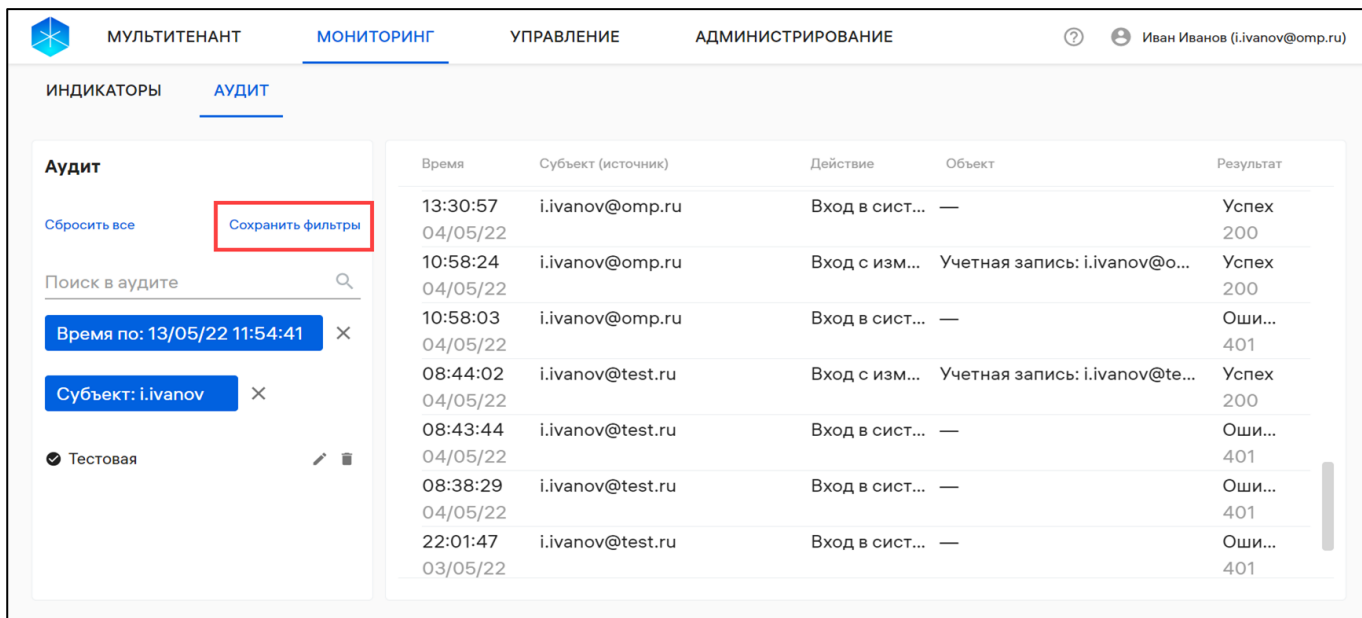 МУЛЬТИТЕНАНТ МОНИТОРИНГ УПРАВЛЕНИЕ АДМИНИСТРИРОВАНИЕ ? Иван Иванов (i.ivanov@omp.ru)
ИНДИКАТОРЫ АУДИТ
Аудит
Сбросить все Сохранить фильтры
Поиск в аудите
Время по: 13/05/22 11:54:41
Субъект: i.ivanov
Тестовая
Время Субъект (источник) Действие Объект Результат
13:30:57 i.ivanov@omp.ru Вход в сист... — Успех
04/05/22 200
10:58:24 i.ivanov@omp.ru Вход с изм... Учетная запись: i.ivanov@o... Успех
04/05/22 200
10:58:03 i.ivanov@omp.ru Вход в сист... — Оши...
04/05/22 401
08:44:02 i.ivanov@test.ru Вход с изм... Учетная запись: i.ivanov@te... Успех
04/05/22 200
08:43:44 i.ivanov@test.ru Вход в сист... — Оши...
04/05/22 401
08:38:29 i.ivanov@test.ru Вход в сист... — Оши...
04/05/22 401
22:01:47 i.ivanov@test.ru Вход в сист... — Оши...
03/05/22 401